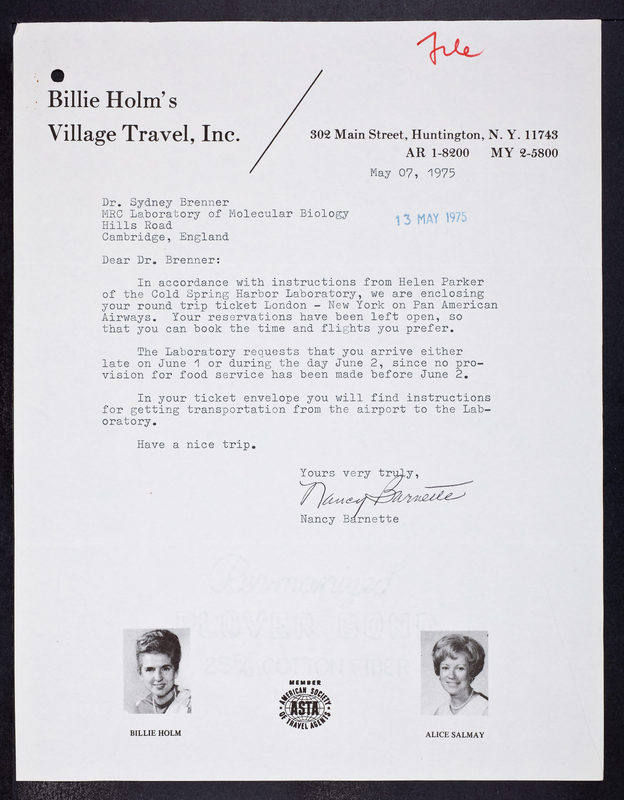 File
Billie Holm's
Village Travel, Inc.
302 Main Street, Huntington, N. Y. 11743
AR 1-8200 MY 2-5800
May 07, 1975
Dr. Sydney Brenner
MRC Laboratory of Molecular Biology
Hills Road
Cambridge, England
13 MAY 1975
Dear Dr. Brenner:
In accordance with instructions from Helen Parker
of the Cold Spring Harbor Laboratory, we are enclosing
your round trip ticket London - New York on Pan American
Airways. Your reservations have been left open, so
that you can book the time and flights you prefer.
The Laboratory requests that you arrive either
late on June 1 or during the day June 2, since no pro-
vision for food service has been made before June 2.
In your ticket envelope you will find instructions
for getting transportation from the airport to the Lab-
oratory.
Have a nice trip.
Yours very truly,
Nancy Barnette
Nancy Barnette
CLOVER BOND
25% COTTON FIBER
BILLIE HOLM
MEMBER
AMERICAN SOCIETY
ASTA
OF TRAVEL AGENTS
ALICE SALMAY